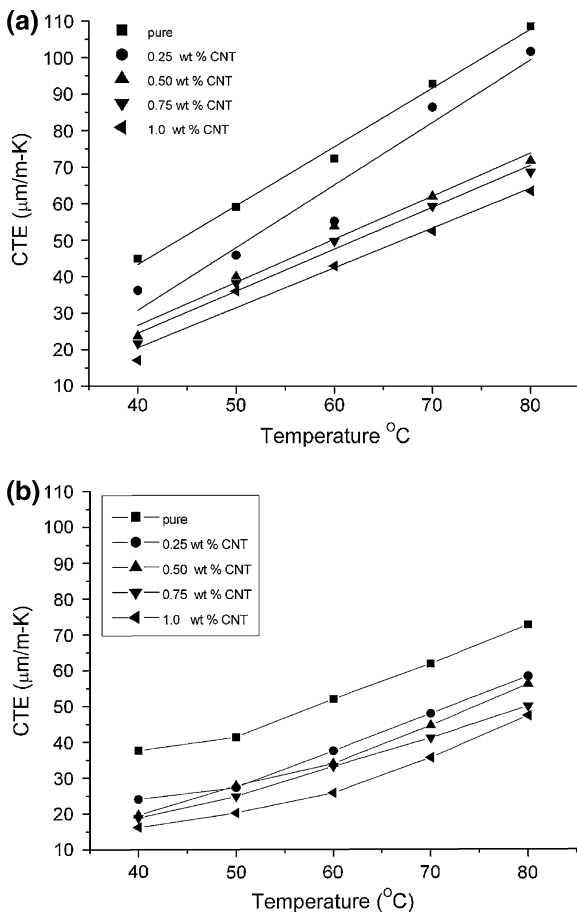 (a)
110
100
90
80
70
60
50
40
30
20
10
CTE (μm/m-K)
pure
0.25 wt % CNT
0.50 wt % CNT
0.75 wt % CNT
1.0 wt % CNT
40 50 60 70 80
Temperature °C
(b)
110
100
90
80
70
60
50
40
30
20
10
CTE (μm/m-K)
pure
0.25 wt % CNT
0.50 wt % CNT
0.75 wt % CNT
1.0 wt % CNT
40 50 60 70 80
Temperature (°C)